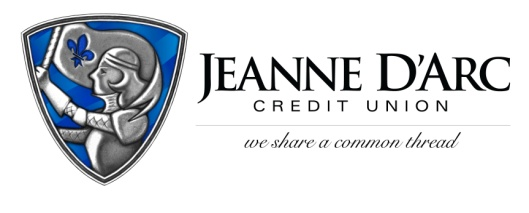 JEANNE D'ARC
CREDIT UNION
we share a common thread